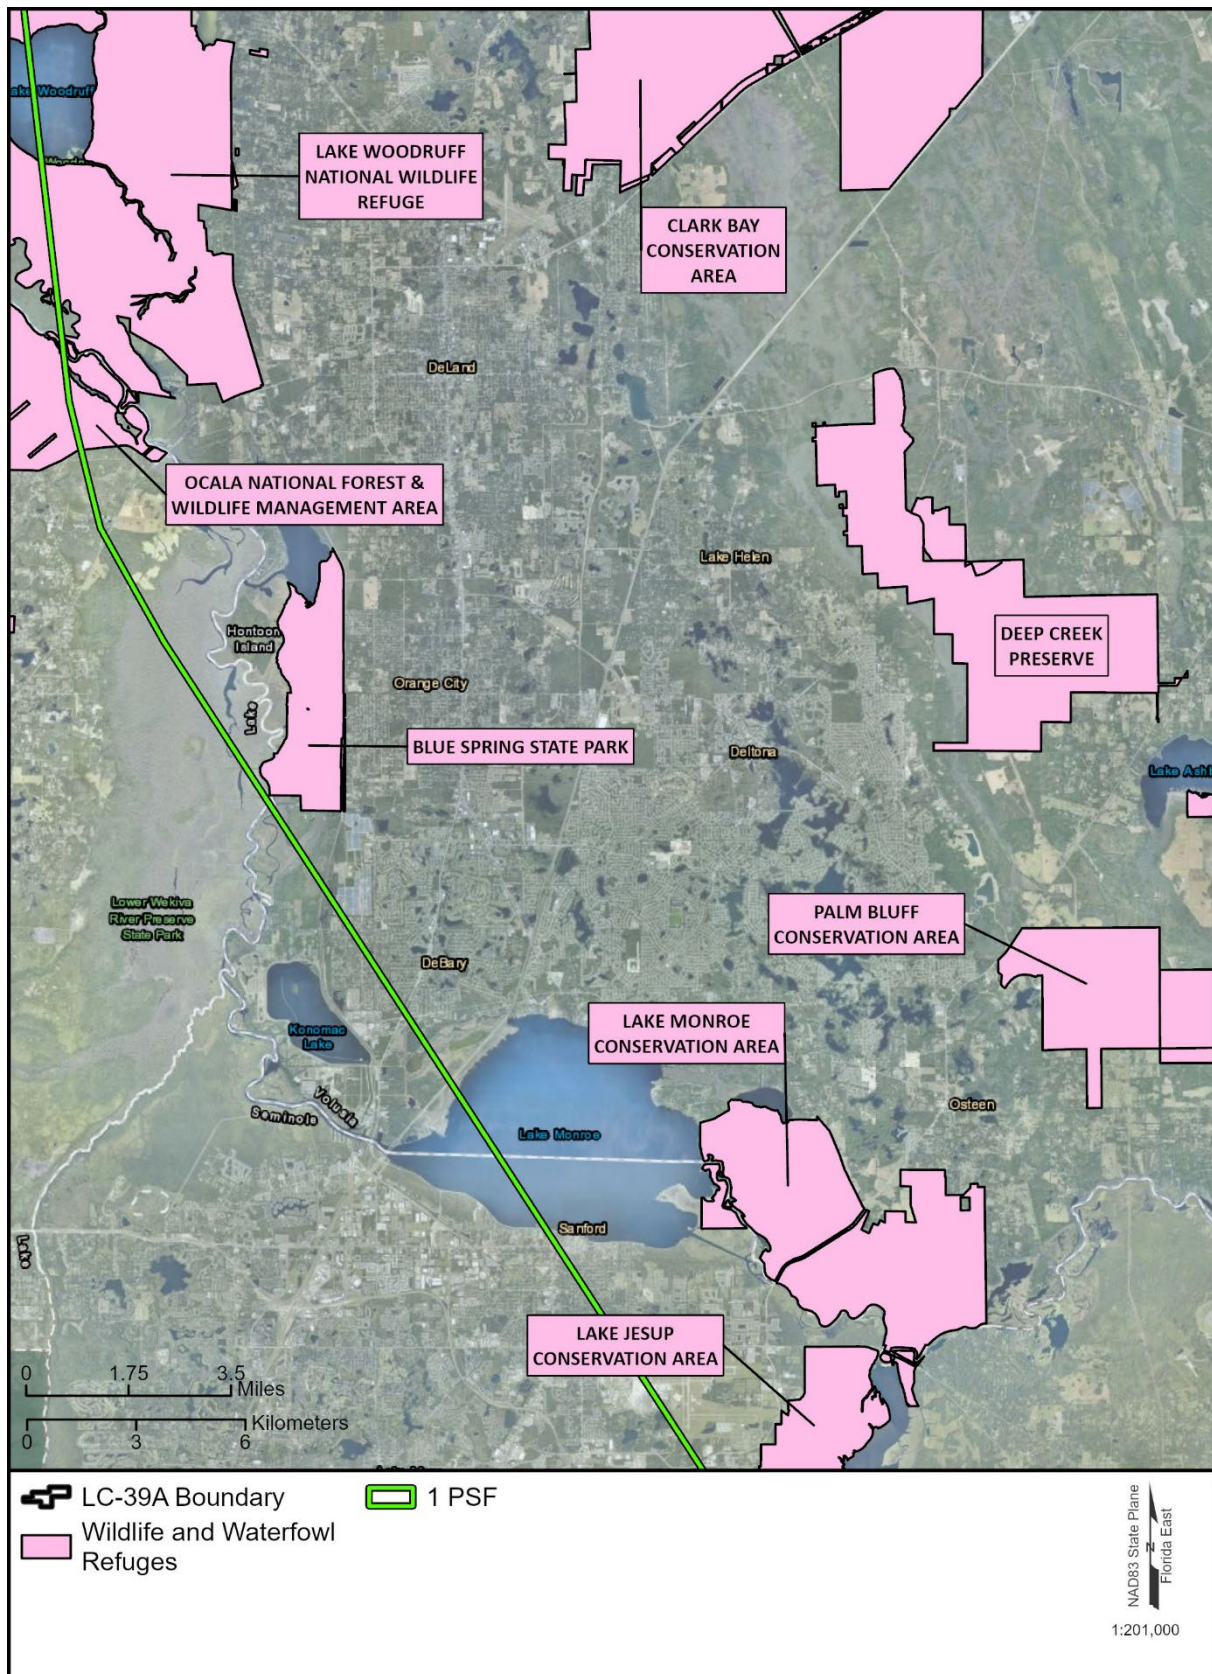 ake Woodruff
Woodru
LAKE WOODRUFF
NATIONAL WILDLIFE
REFUGE
CLARK BAY
CONSERVATION
AREA
DeLand
OCALA NATIONAL FOREST &
WILDLIFE MANAGEMENT AREA
Lake Helen
Hontoon
Island
DEEP CREEK
PRESERVE
Orange City
Lake
BLUE SPRING STATE PARK
Deltona
Lake Ashb
Lower Wekiva
River Preserve
State Park
PALM BLUFF
CONSERVATION AREA
DeBary
LAKE MONROE
CONSERVATION AREA
Konomac
Lake
Volusia
Seminole
Osteen
Lake Monroe
Sanford
Lake
LAKE JESUP
CONSERVATION AREA
0 1.75 3.5
Miles
Kilometers
0 3 6
LC-39A Boundary
1 PSF
Wildlife and Waterfowl
Refuges
NAD83 State Plane
Florida East
N
1:201,000